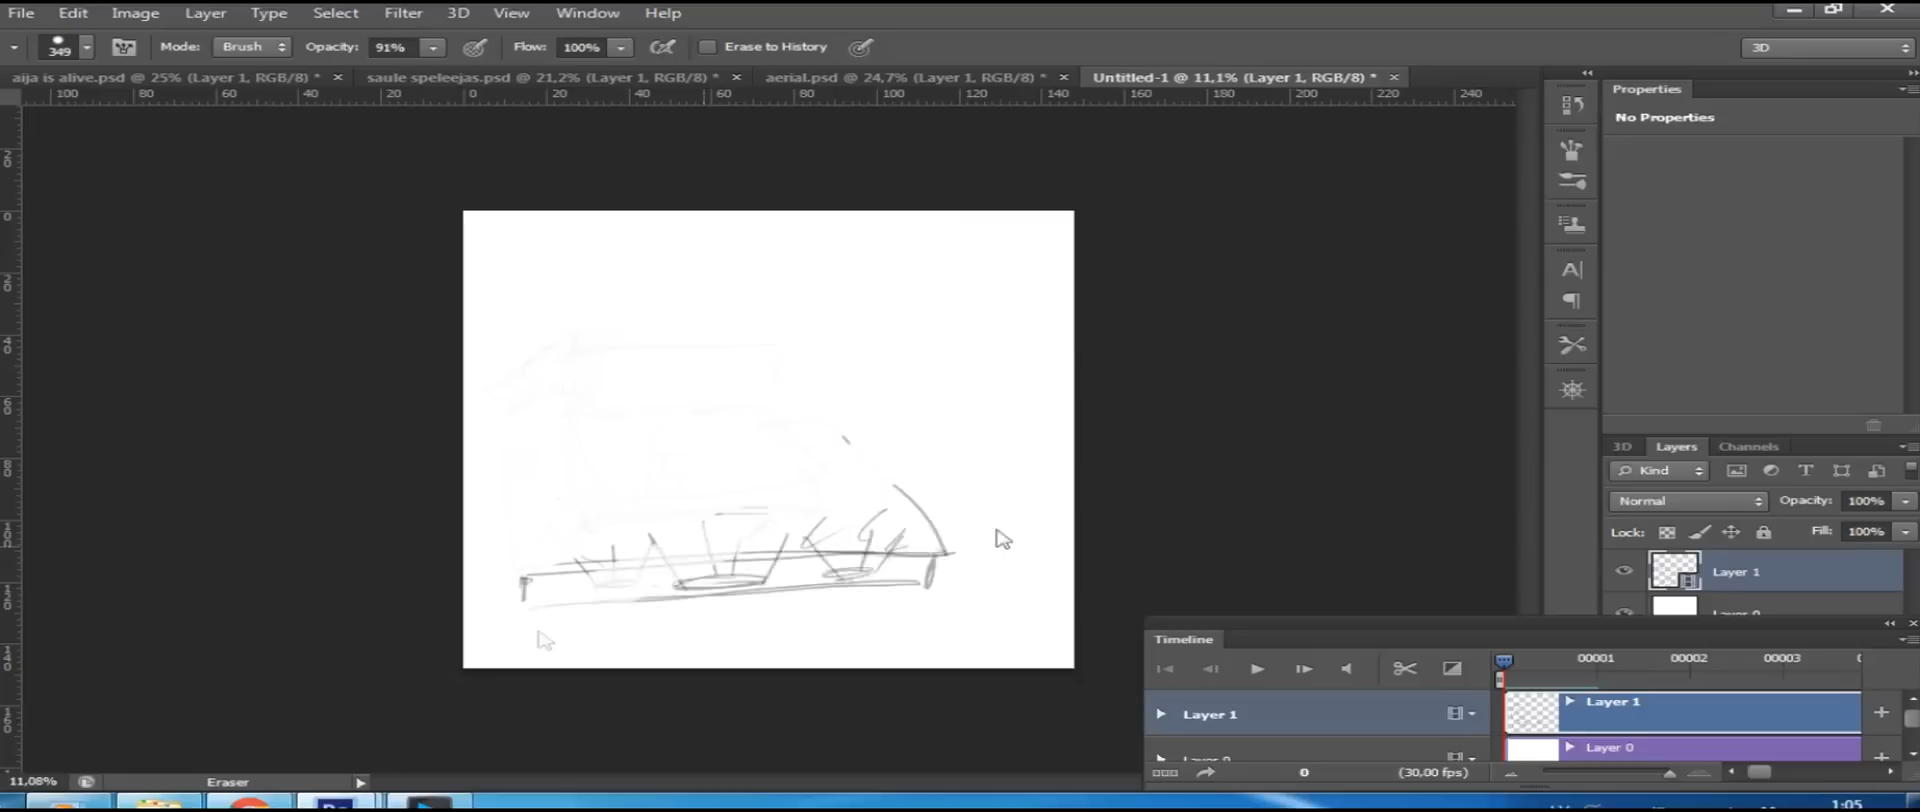 File Edit Image Layer Type Select Filter 3D View Window Help
349 Mode: Brush Opacity: 91% Flow: 100% Erase to History 3D
aija is alive.psd @ 25% (Layer 1, RGB/8) * × saule speleejas.psd @ 21,2% (Layer 1, RGB/8) * × aerial.psd @ 24,7% (Layer 1, RGB/8) * × Untitled-1 @ 11,1% (Layer 1, RGB/8) * ×
100 80 60 40 20 0 20 40 60 80 100 120 140 160 180 200 220 240
Properties
No Properties
3D Layers Channels
Kind
Normal Opacity: 100%
Lock: Fill: 100%
Layer 1
Layer 0
Timeline
00001 00002 00003
Layer 1 Layer 1
Layer 0 Layer 0
0 (30,00 fps)
11,08% Eraser
1:05